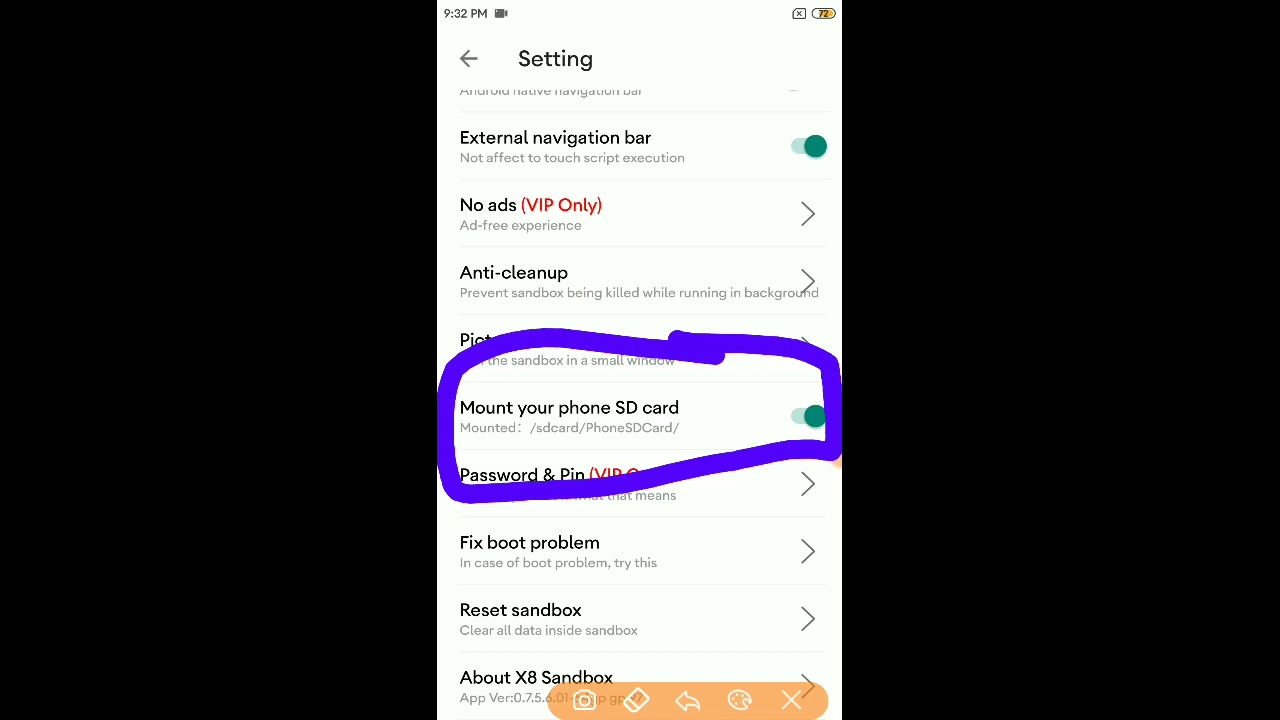 9:32 PM
72
Setting
Android native navigation bar
External navigation bar
Not affect to touch script execution
No ads (VIP Only)
Ad-free experience
Anti-cleanup
Prevent sandbox being killed while running in background
the sandbox in a small window
Mount your phone SD card
Mounted: /sdcard/PhoneSDCard/
Password & Pin (VIP
what that means
Fix boot problem
In case of boot problem, try this
Reset sandbox
Clear all data inside sandbox
About X8 Sandbox
App Ver:0.7.5.6.01-